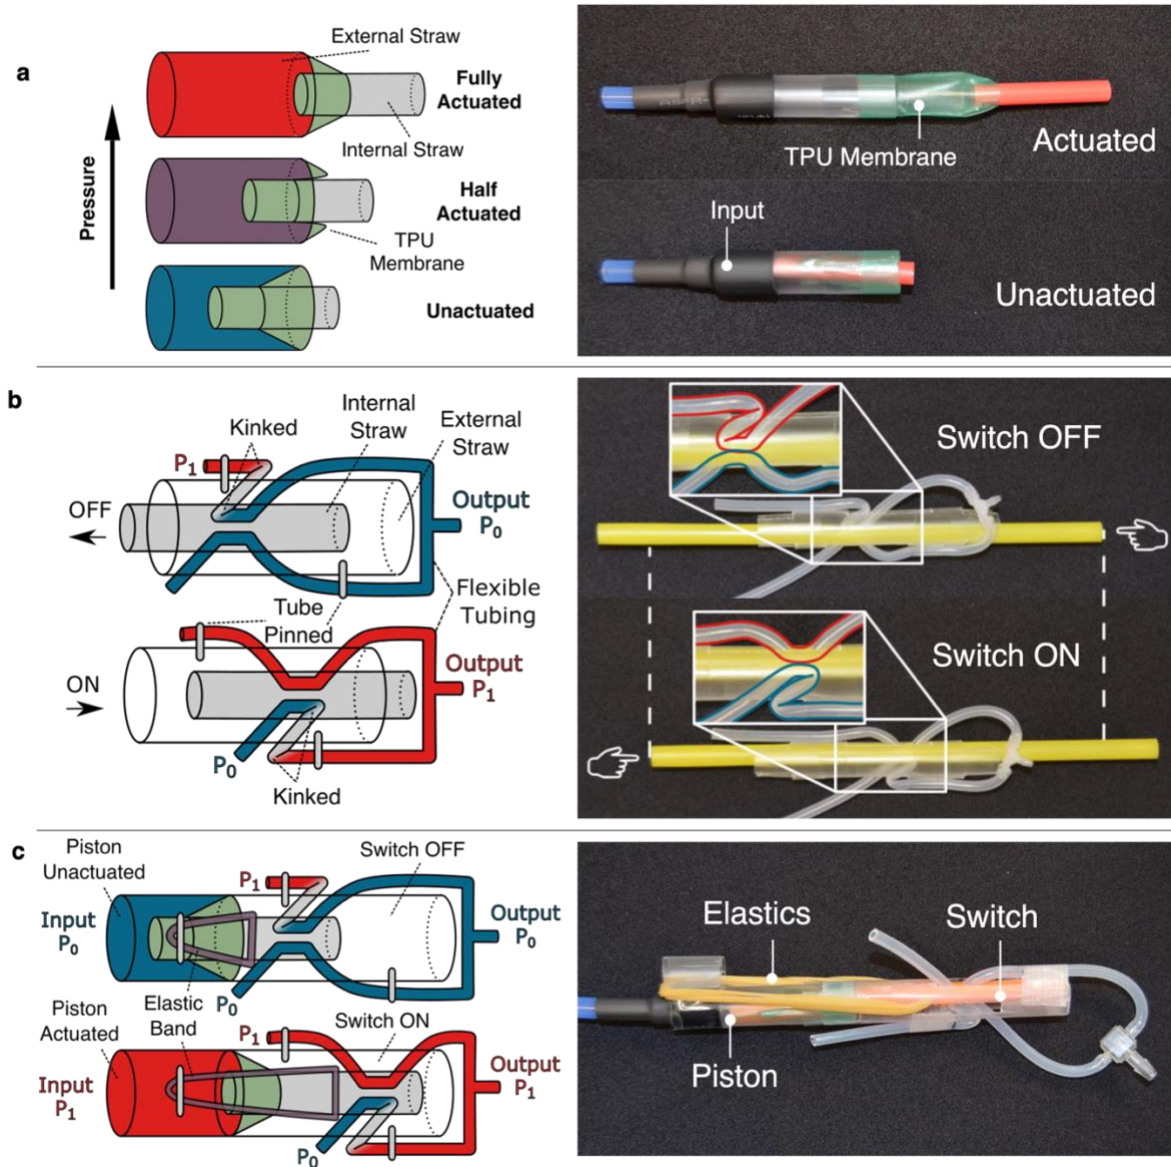 a
External Straw
Fully
Actuated
Internal Straw
Half
Actuated
TPU
Membrane
Unactuated
Pressure
TPU Membrane
Actuated
Input
Unactuated
b
Kinked
Internal
Straw
External
Straw
P1
OFF
Output
P0
Flexible
Tubing
Tube
Pinned
ON
Output
P1
P0
Kinked
Switch OFF
Switch ON
c
Piston
Unactuated
Switch OFF
P1
Input
P0
Output
P0
P0
Piston
Actuated
Elastic
Band
Switch ON
P1
Input
P1
Output
P1
P0
Elastics
Switch
Piston